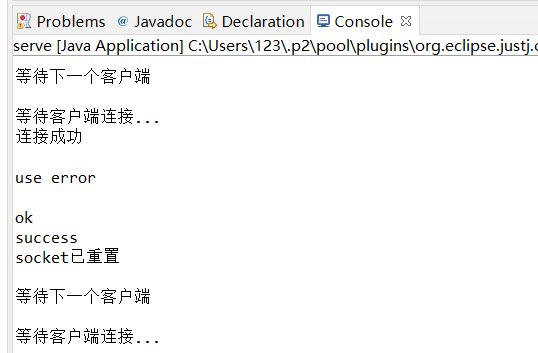 Problems @ Javadoc Declaration Console
serve [Java Application] C:\Users\123\.p2\pool\plugins\org.eclipse.justj.o
等待下一个客户端
等待客户端连接...
连接成功
use error
ok
success
socket已重置
等待下一个客户端
等待客户端连接...